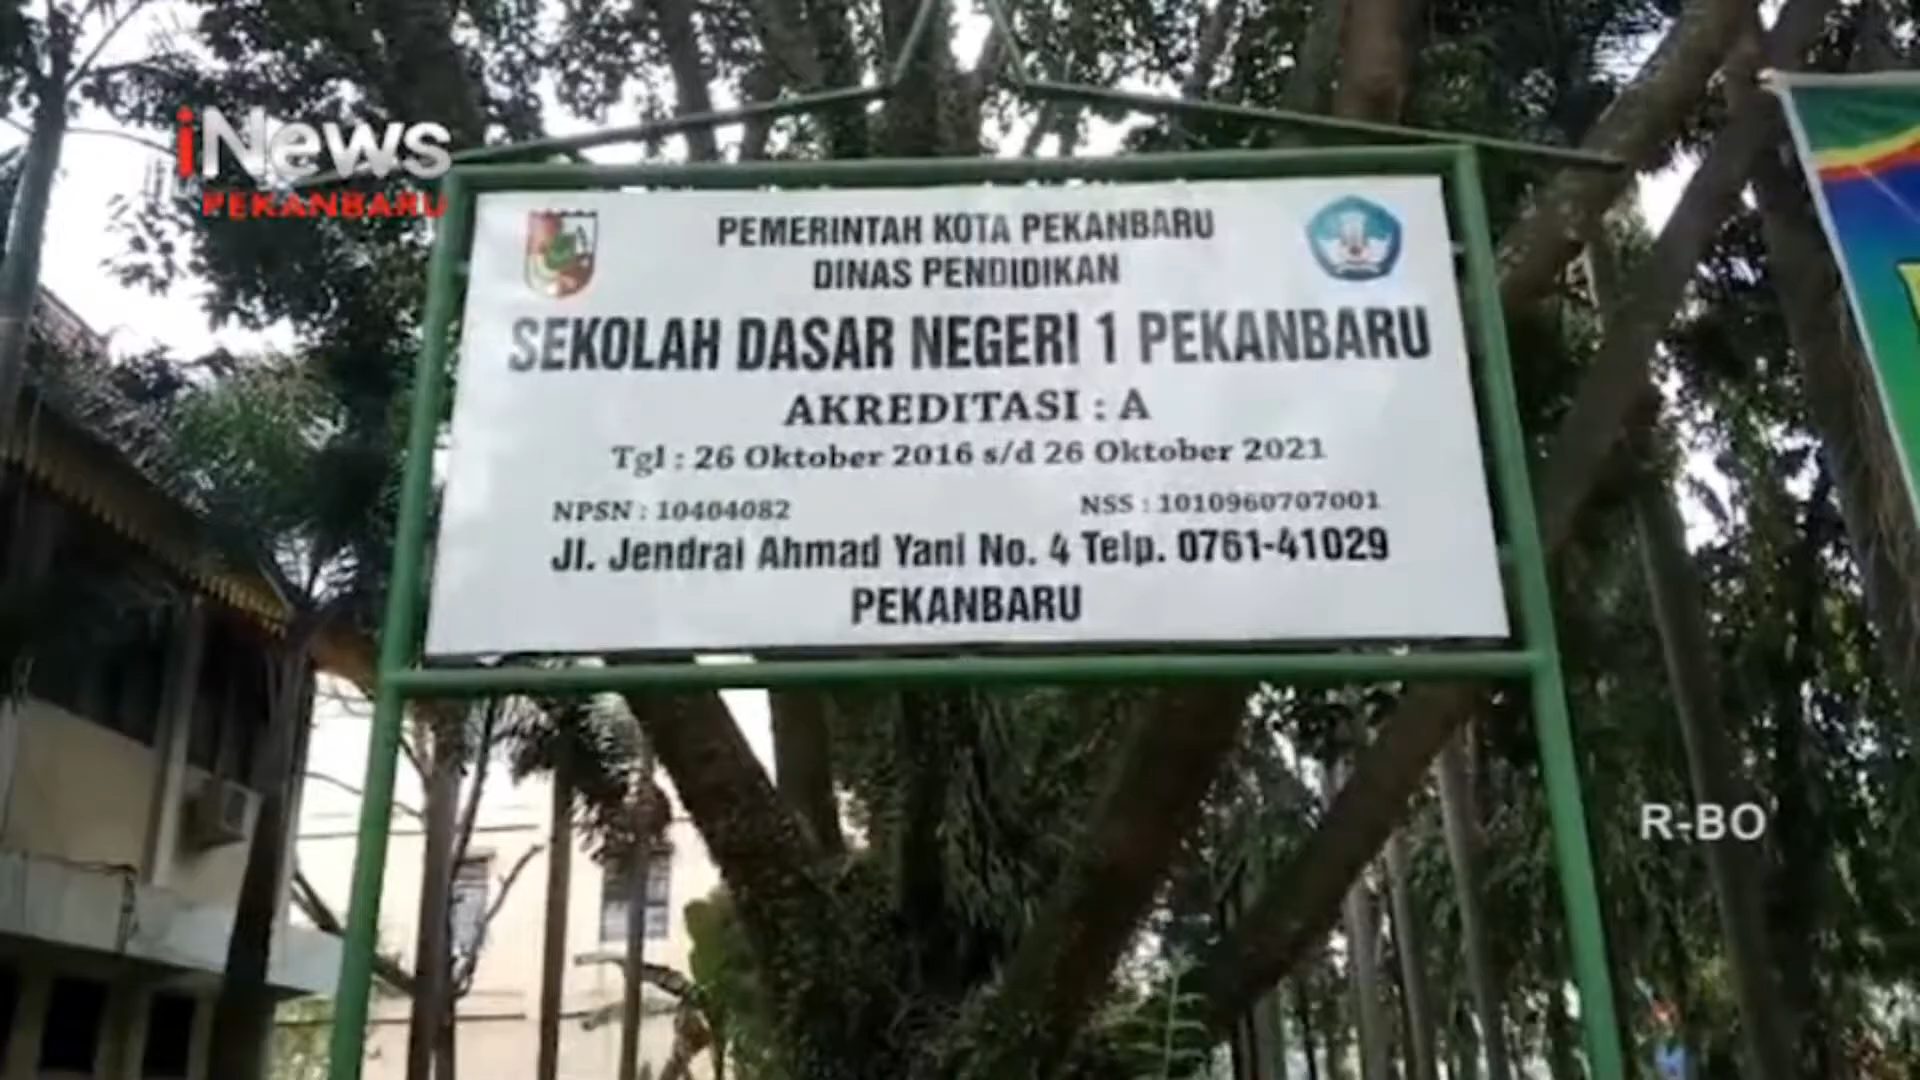 iNews
PEKANBARU
PEMERINTAH KOTA PEKANBARU
DINAS PENDIDIKAN
SEKOLAH DASAR NEGERI 1 PEKANBARU
AKREDITASI : A
Tgl : 26 Oktober 2016 s/d 26 Oktober 2021
NPSN : 10404082 NSS : 1010960707001
Jl. Jendral Ahmad Yani No. 4 Telp. 0761-41029
PEKANBARU
R-BO